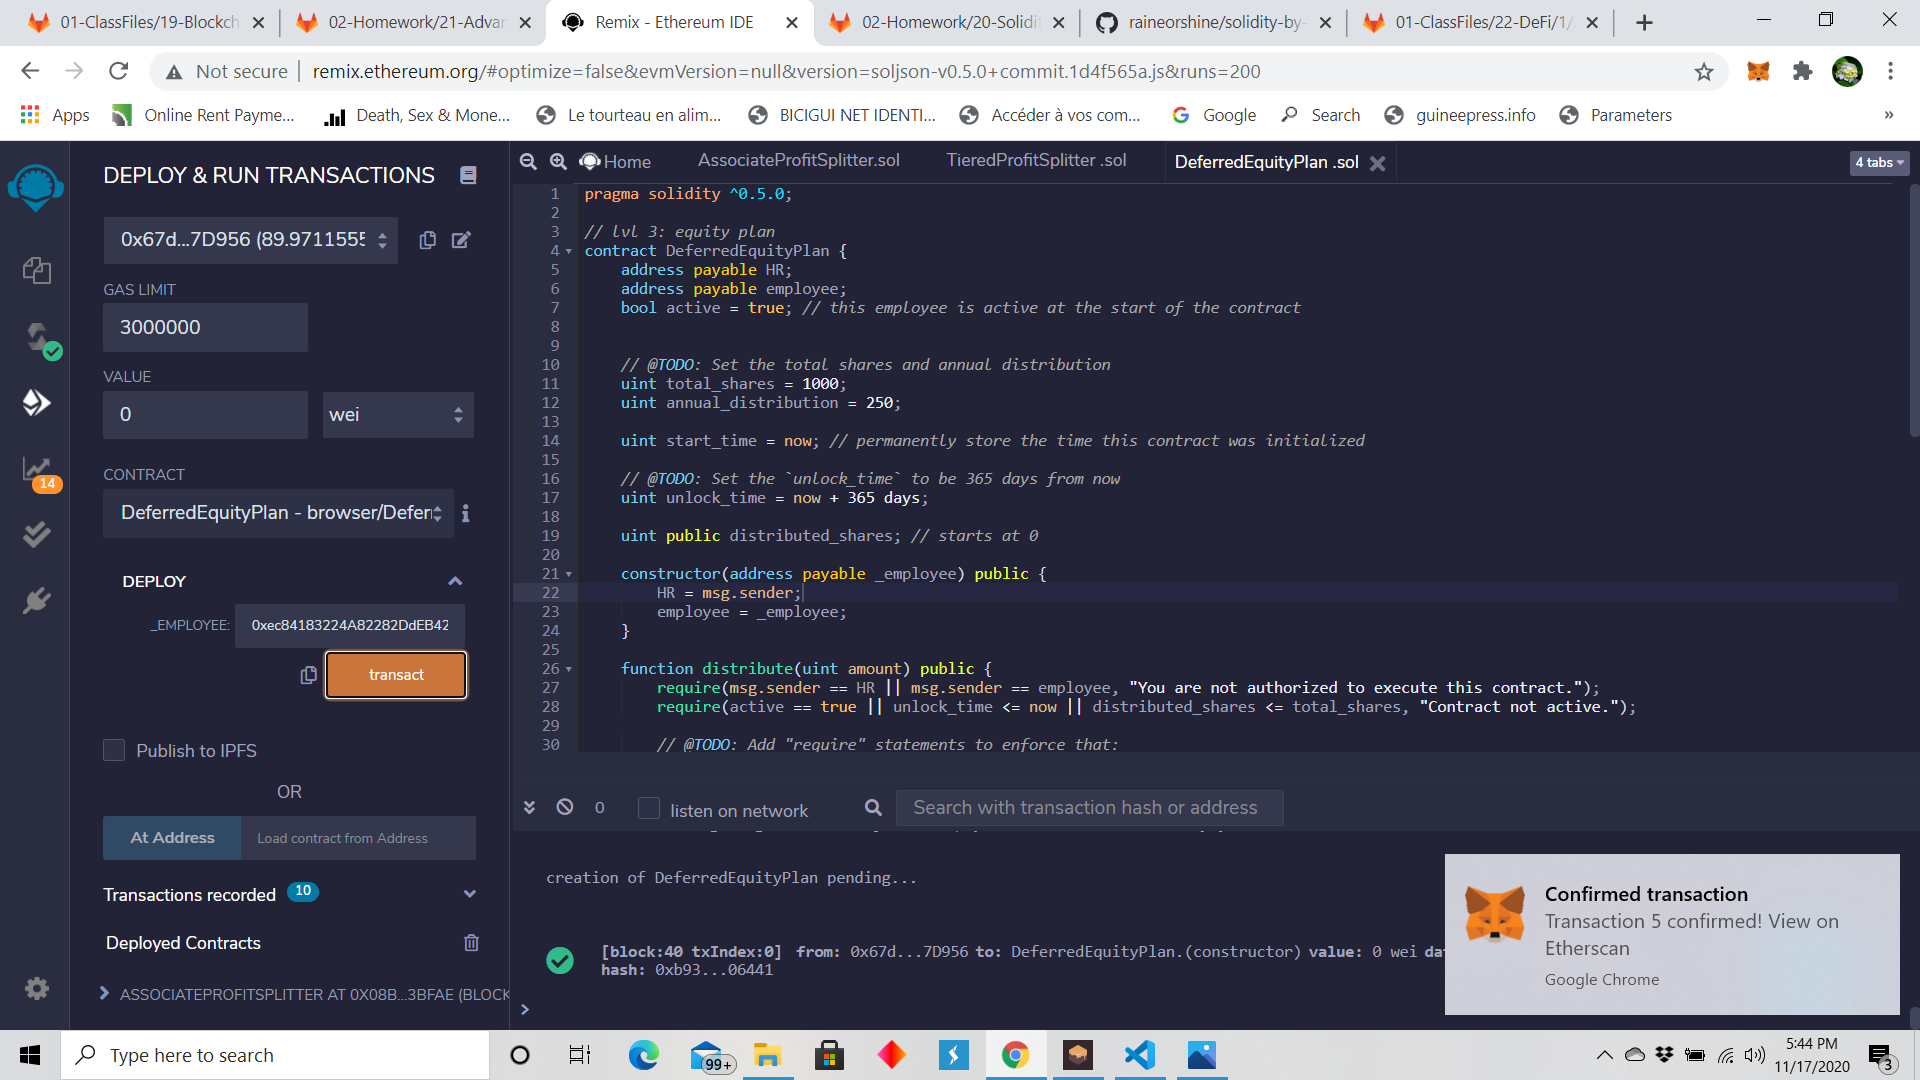 01-ClassFiles/19-Blockch
02-Homework/21-Advan
Remix - Ethereum IDE
02-Homework/20-Solidi
raineorshine/solidity-by-
01-ClassFiles/22-DeFi/1/
Not secure
remix.ethereum.org/#optimize=false&evmVersion=null&version=soljson-v0.5.0+commit.1d4f565a.js&runs=200
Apps
Online Rent Payme...
Death, Sex & Mone...
Le tourteau en alim...
BICIGUI NET IDENTI...
Accéder à vos com...
Google
Search
guineepress.info
Parameters
»
DEPLOY & RUN TRANSACTIONS
0x67d...7D956 (89.9711555
GAS LIMIT
3000000
VALUE
0
wei
CONTRACT
DeferredEquityPlan - browser/Deferr
14
DEPLOY
_EMPLOYEE:
0xec84183224A82282DdEB42
transact
Publish to IPFS
OR
At Address
Load contract from Address
Transactions recorded 10
Deployed Contracts
ASSOCIATEPROFITSPLITTER AT 0X08B...3BFAE (BLOCK
Home
AssociateProfitSplitter.sol
TieredProfitSplitter .sol
DeferredEquityPlan .sol
4 tabs
1 pragma solidity ^0.5.0;
2
3 // lvl 3: equity plan
4 contract DeferredEquityPlan {
5 address payable HR;
6 address payable employee;
7 bool active = true; // this employee is active at the start of the contract
8
9
10 // @TODO: Set the total shares and annual distribution
11 uint total_shares = 1000;
12 uint annual_distribution = 250;
13
14 uint start_time = now; // permanently store the time this contract was initialized
15
16 // @TODO: Set the `unlock_time` to be 365 days from now
17 uint unlock_time = now + 365 days;
18
19 uint public distributed_shares; // starts at 0
20
21 constructor(address payable _employee) public {
22 HR = msg.sender;
23 employee = _employee;
24 }
25
26 function distribute(uint amount) public {
27 require(msg.sender == HR || msg.sender == employee, "You are not authorized to execute this contract.");
28 require(active == true || unlock_time <= now || distributed_shares <= total_shares, "Contract not active.");
29
30 // @TODO: Add "require" statements to enforce that:
0
listen on network
Search with transaction hash or address
creation of DeferredEquityPlan pending...
[block:40 txIndex:0] from: 0x67d...7D956 to: DeferredEquityPlan.(constructor) value: 0 wei dat
hash: 0xb93...06441
>
Confirmed transaction
Transaction 5 confirmed! View on
Etherscan
Google Chrome
Type here to search
99+
5:44 PM
11/17/2020
3